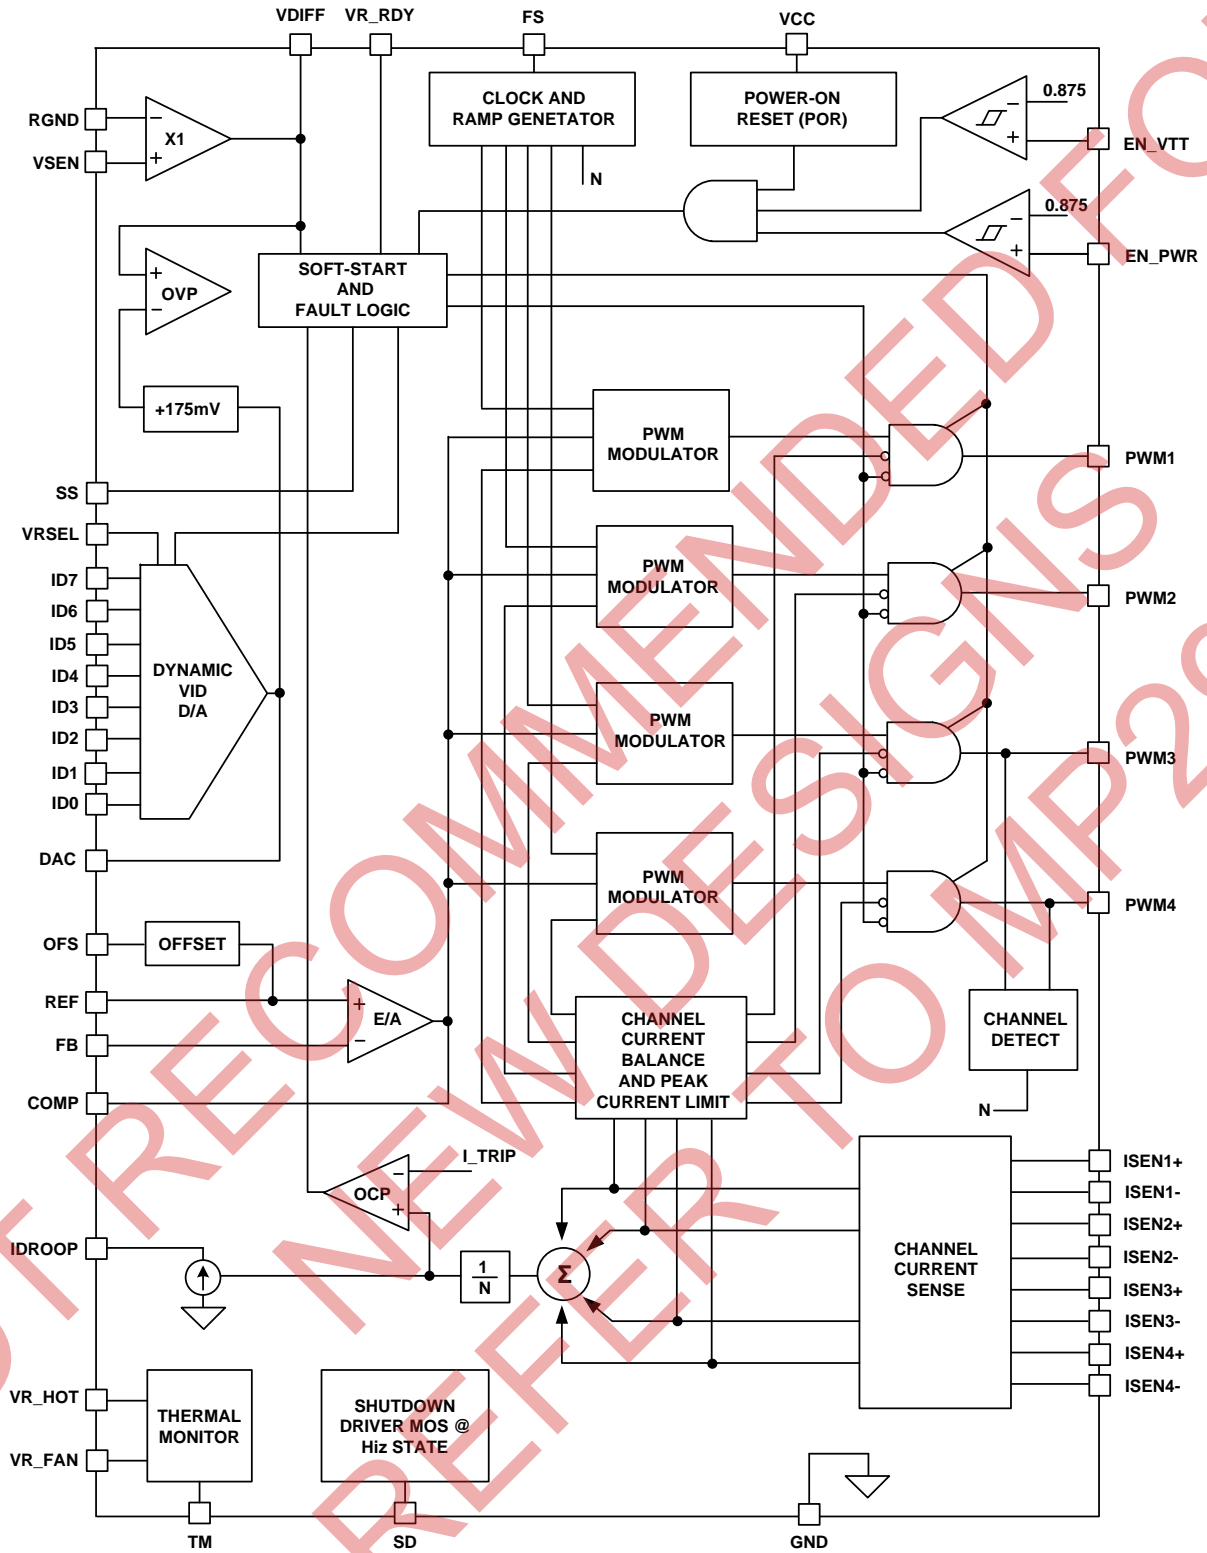 VDIFF
VR_RDY
FS
VCC
RGND
VSEN
X1
CLOCK AND
RAMP GENETATOR
N
POWER-ON
RESET (POR)
0.875
EN_VTT
0.875
EN_PWR
OVP
SOFT-START
AND
FAULT LOGIC
+175mV
SS
VRSEL
ID7
ID6
ID5
ID4
ID3
ID2
ID1
ID0
DYNAMIC
VID
D/A
DAC
OFS
OFFSET
REF
FB
E/A
COMP
PWM
MODULATOR
PWM
MODULATOR
PWM
MODULATOR
PWM
MODULATOR
PWM1
PWM2
PWM3
PWM4
CHANNEL
CURRENT
BALANCE
AND PEAK
CURRENT LIMIT
CHANNEL
DETECT
N
I_TRIP
OCP
IDROOP
1
N
Σ
CHANNEL
CURRENT
SENSE
ISEN1+
ISEN1-
ISEN2+
ISEN2-
ISEN3+
ISEN3-
ISEN4+
ISEN4-
VR_HOT
VR_FAN
THERMAL
MONITOR
SHUTDOWN
DRIVER MOS @
Hiz STATE
TM
SD
GND
RECOMMENDED
NEW DESIGNS
REFER TO